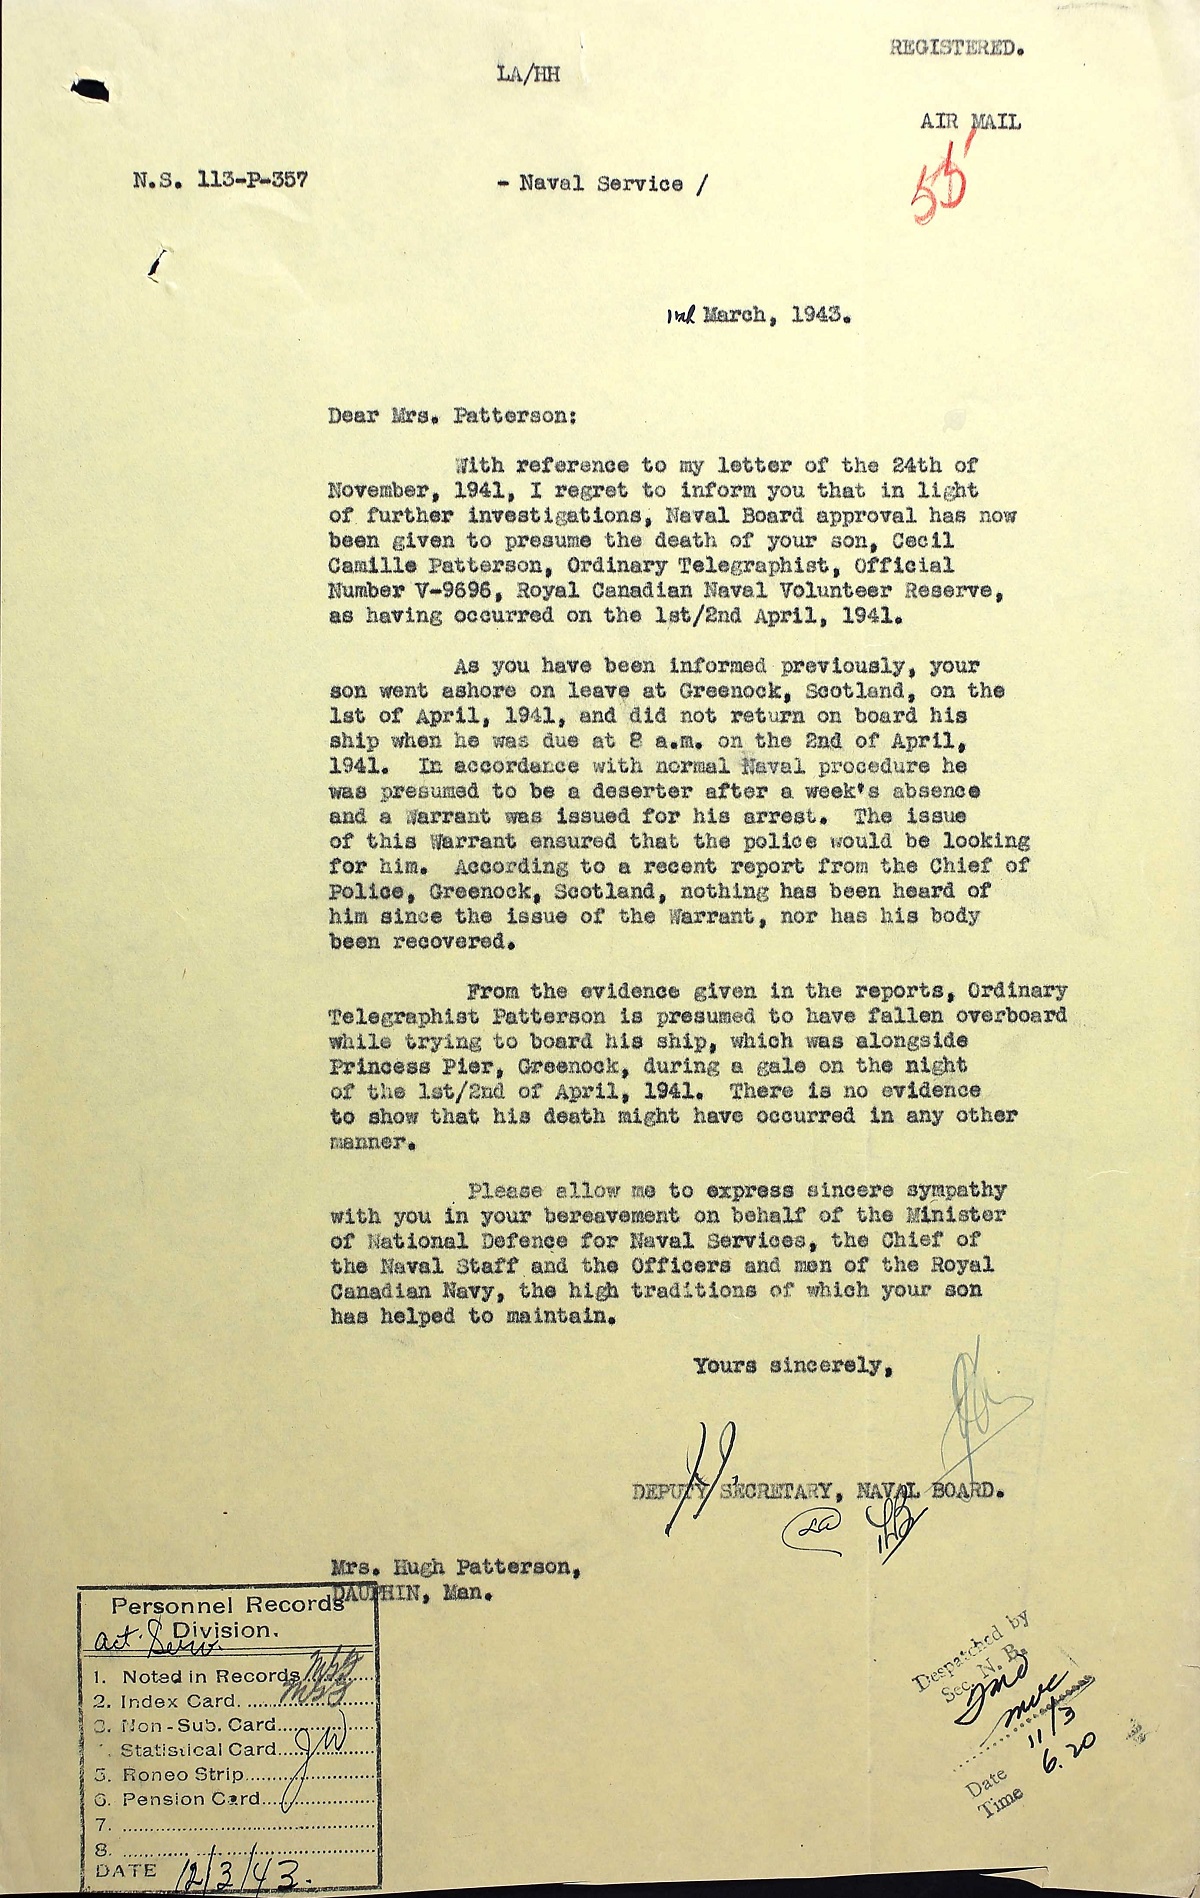 REGISTERED.
LA/HH
AIR MAIL
55
N.S. 113-P-357
- Naval Service /
March, 1943.
Dear Mrs. Patterson:
With reference to my letter of the 24th of
November, 1941, I regret to inform you that in light
of further investigations, Naval Board approval has now
been given to presume the death of your son, Cecil
Camille Patterson, Ordinary Telegraphist, Official
Number V-9696, Royal Canadian Naval Volunteer Reserve,
as having occurred on the 1st/2nd April, 1941.
As you have been informed previously, your
son went ashore on leave at Greenock, Scotland, on the
1st of April, 1941, and did not return on board his
ship when he was due at 8 a.m. on the 2nd of April,
1941. In accordance with normal Naval procedure he
was presumed to be a deserter after a week's absence
and a Warrant was issued for his arrest. The issue
of this Warrant ensured that the police would be looking
for him. According to a recent report from the Chief of
Police, Greenock, Scotland, nothing has been heard of
him since the issue of the Warrant, nor has his body
been recovered.
From the evidence given in the reports, Ordinary
Telegraphist Patterson is presumed to have fallen overboard
while trying to board his ship, which was alongside
Princess Pier, Greenock, during a gale on the night
of the 1st/2nd of April, 1941. There is no evidence
to show that his death might have occurred in any other
manner.
Please allow me to express sincere sympathy
with you in your bereavement on behalf of the Minister
of National Defence for Naval Services, the Chief of
the Naval Staff and the Officers and men of the Royal
Canadian Navy, the high traditions of which your son
has helped to maintain.
Yours sincerely,
DEPUTY SECRETARY, NAVAL BOARD.
LA
Mrs. Hugh Patterson,
DAUPHIN, Man.
Personnel Records
Division.
act. Serv.
1. Noted in Records
2. Index Card
3. Non-Sub. Card
4. Statistical Card JW
5. Roneo Strip
6. Pension Card
7.
8.
DATE 12/3/43.
Despatched by
Sec. N. B.
11/3
6.20
Date
Time